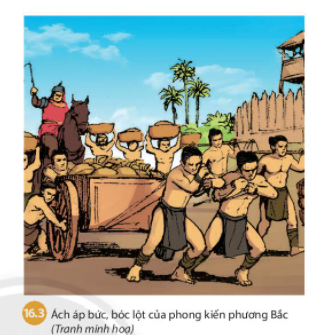 16.3 Ách áp bức, bóc lột của phong kiến phương Bắc
(Tranh minh hoạ)